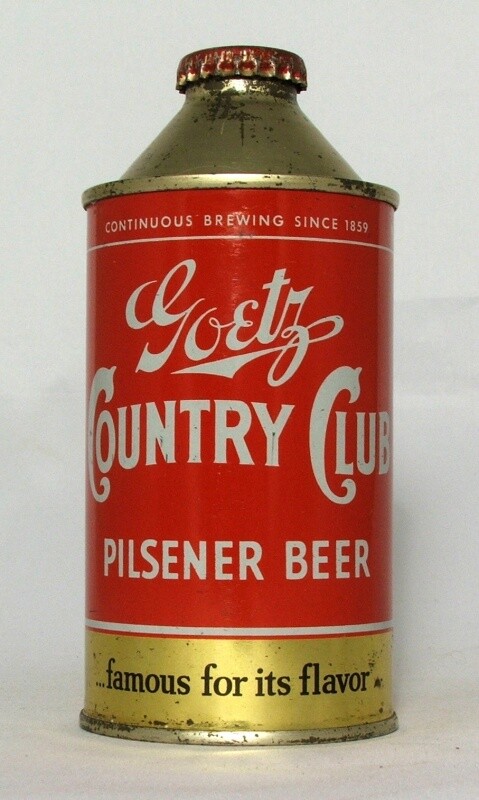 CONTINUOUS BREWING SINCE 1859
Goetz
COUNTRY CLUB
PILSENER BEER
...famous for its flavor